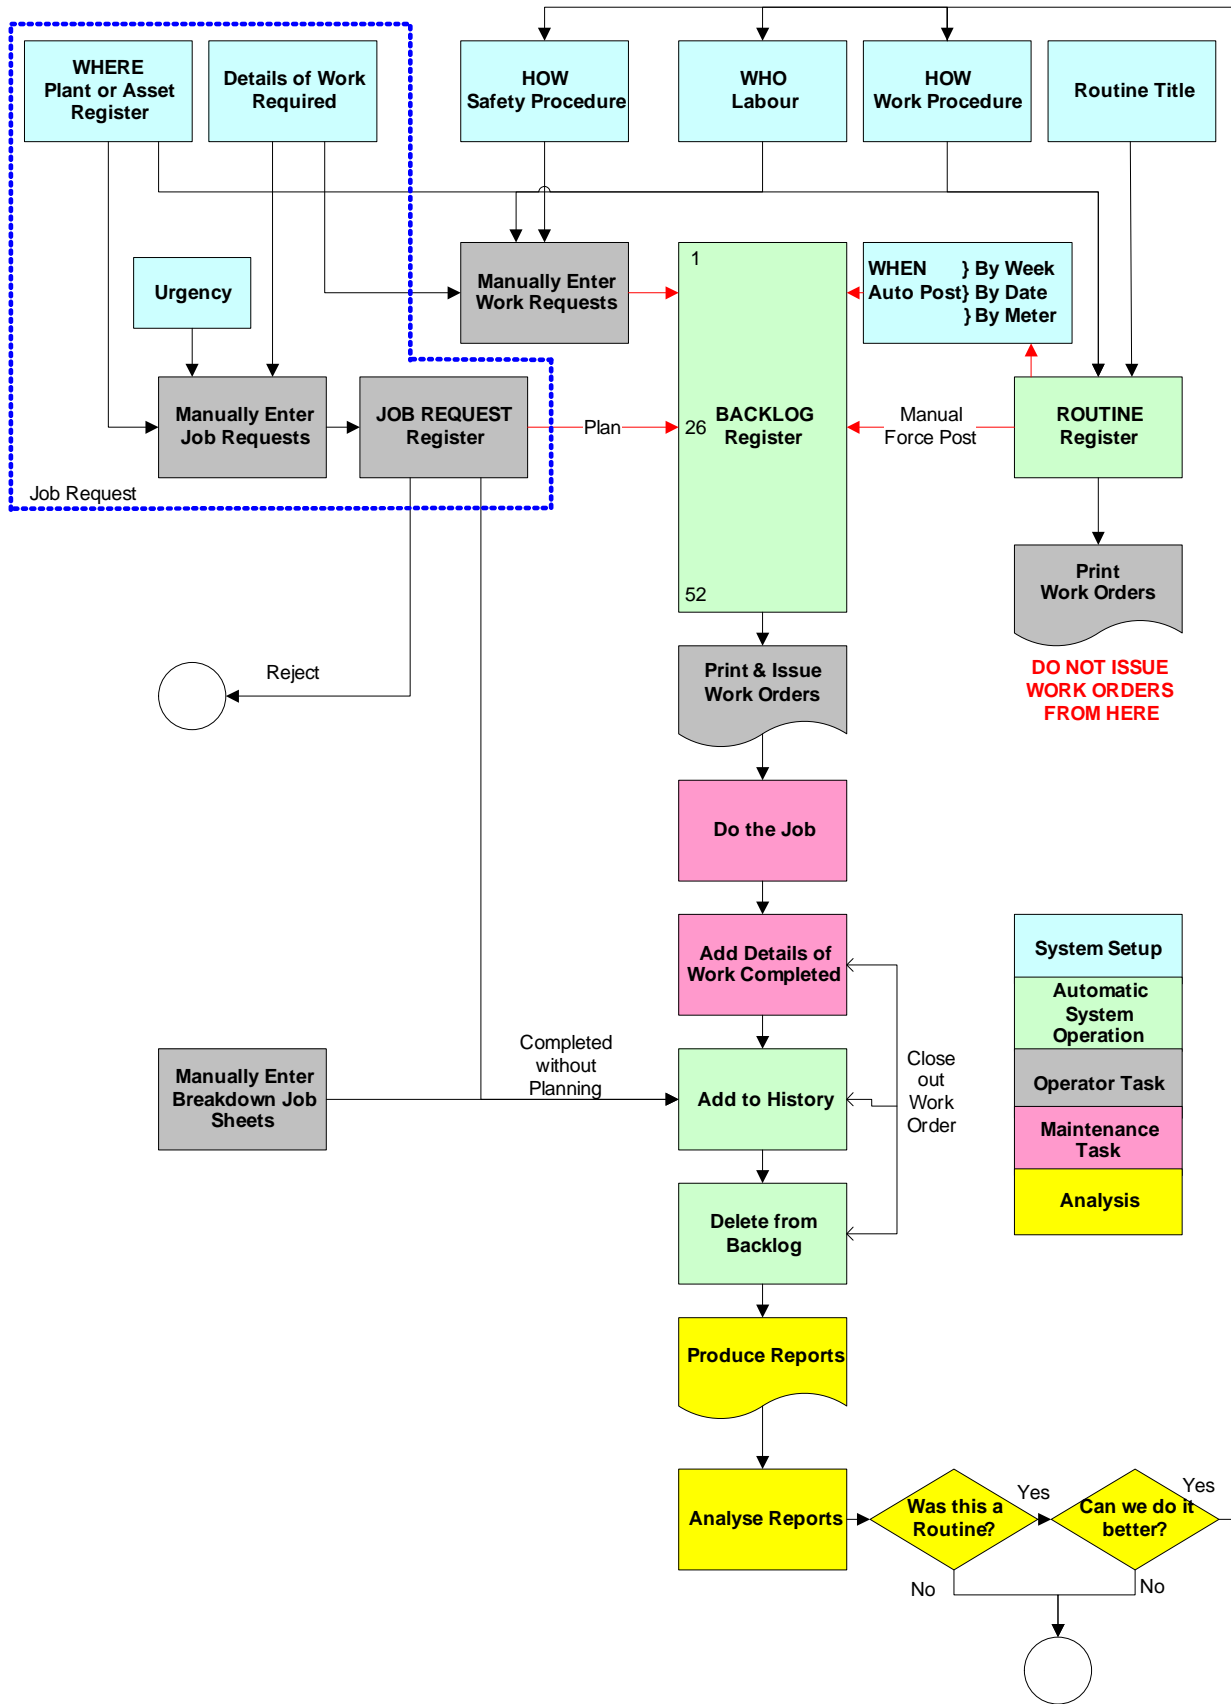 WHERE
Plant or Asset
Register
Details of Work
Required
HOW
Safety Procedure
WHO
Labour
HOW
Work Procedure
Routine Title
Urgency
Manually Enter
Work Requests
1
26
52
BACKLOG
Register
WHEN } By Week
Auto Post} By Date
} By Meter
Manually Enter
Job Requests
JOB REQUEST
Register
Plan
Manual
Force Post
ROUTINE
Register
Job Request
Print
Work Orders
DO NOT ISSUE
WORK ORDERS
FROM HERE
Reject
Print & Issue
Work Orders
Do the Job
Add Details of
Work Completed
Manually Enter
Breakdown Job
Sheets
Completed
without
Planning
Add to History
Close
out
Work
Order
Delete from
Backlog
System Setup
Automatic
System
Operation
Operator Task
Maintenance
Task
Analysis
Produce Reports
Analyse Reports
Was this a
Routine?
Yes
No
Can we do it
better?
Yes
No